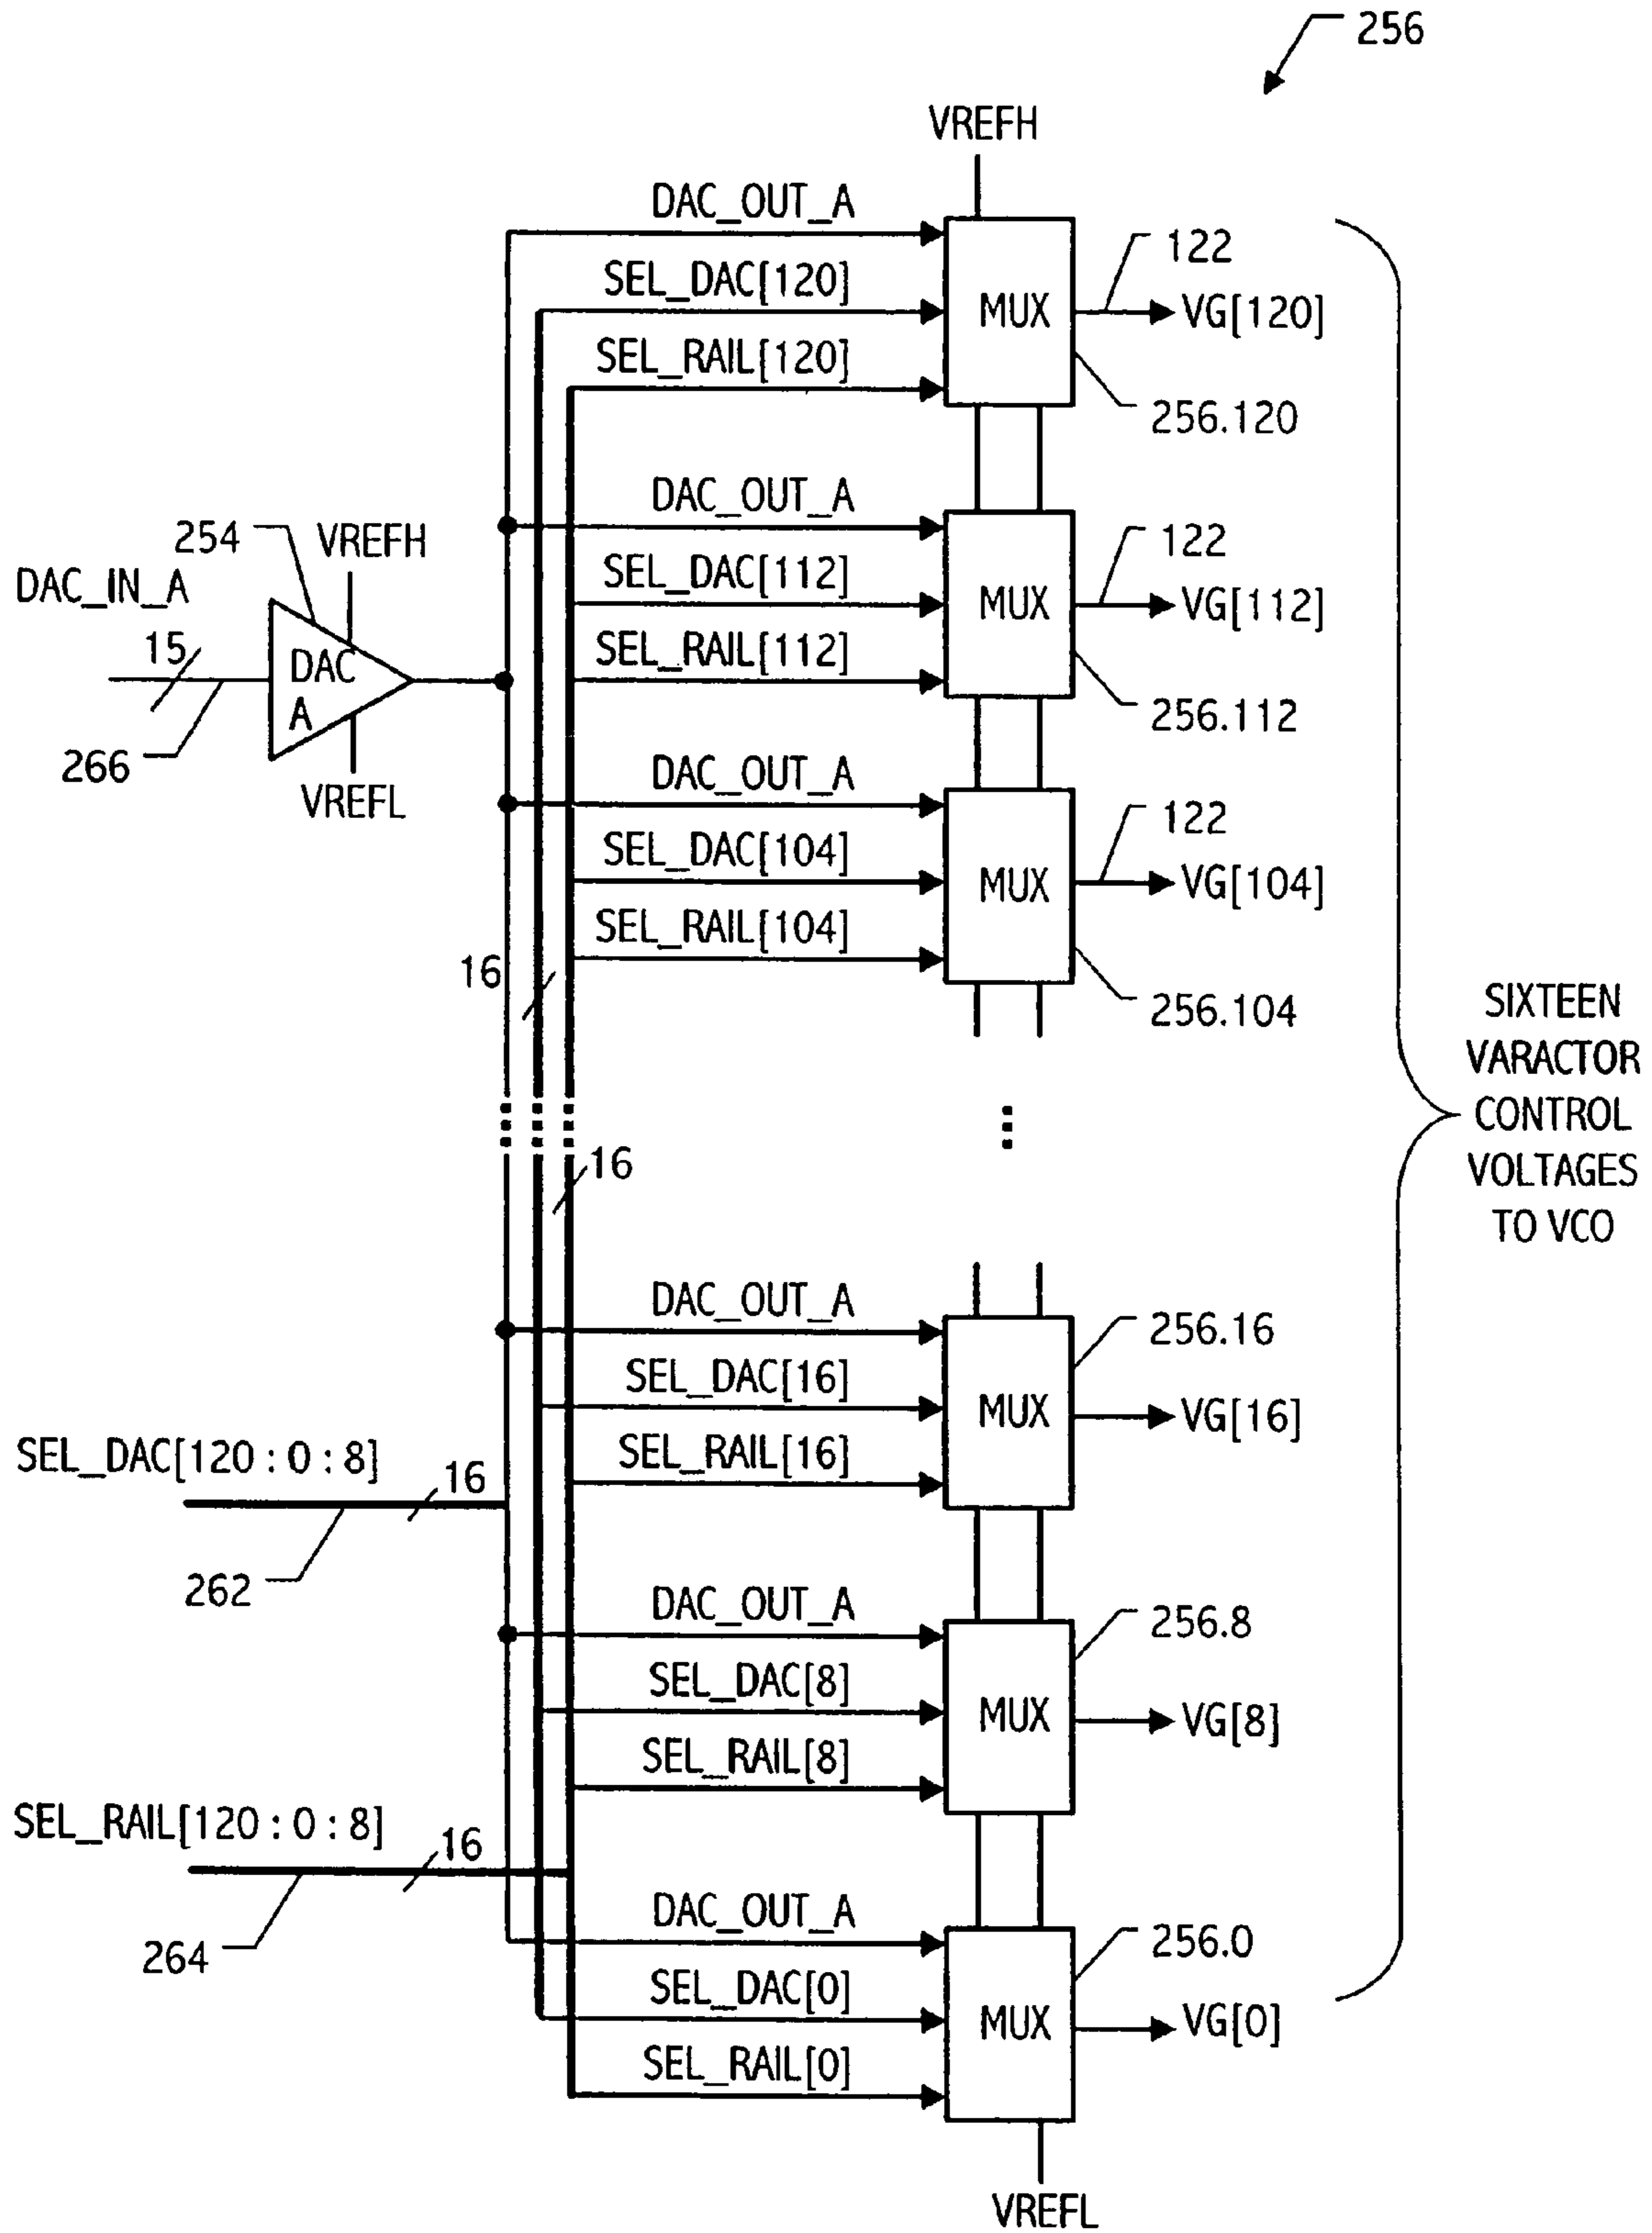 256
VREFH
DAC_OUT_A
SEL_DAC[120]
SEL_RAIL[120]
MUX
122
VG[120]
256.120
254
VREFH
DAC_IN_A
15
DAC
A
266
VREFL
DAC_OUT_A
SEL_DAC[112]
SEL_RAIL[112]
MUX
122
VG[112]
256.112
DAC_OUT_A
SEL_DAC[104]
SEL_RAIL[104]
MUX
122
VG[104]
256.104
16
16
SIXTEEN
VARACTOR
CONTROL
VOLTAGES
TO VCO
DAC_OUT_A
SEL_DAC[16]
SEL_RAIL[16]
MUX
256.16
VG[16]
SEL_DAC[120:0:8]
16
262
DAC_OUT_A
SEL_DAC[8]
SEL_RAIL[8]
MUX
256.8
VG[8]
SEL_RAIL[120:0:8]
16
264
DAC_OUT_A
SEL_DAC[0]
SEL_RAIL[0]
MUX
256.0
VG[0]
VREFL